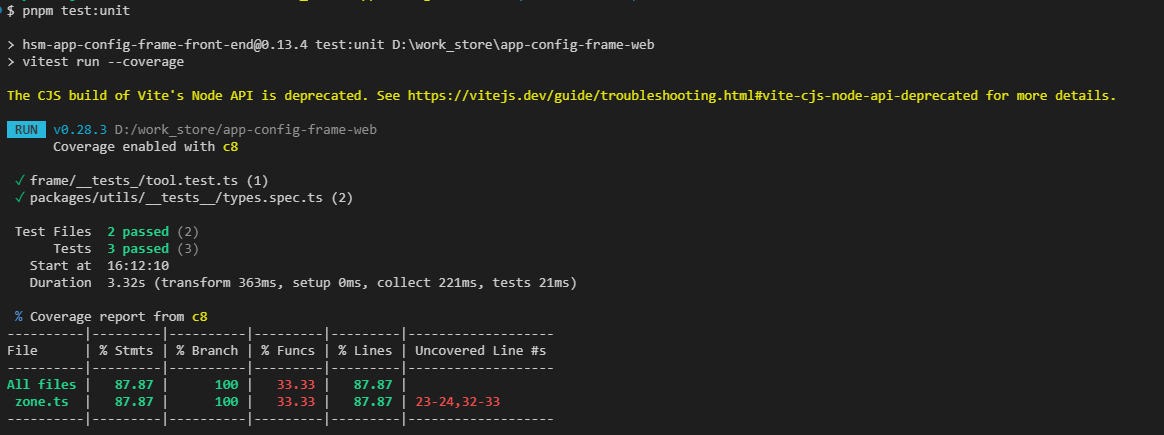 $ pnpm test:unit
> hsm-app-config-frame-front-end@0.13.4 test:unit D:\work_store\app-config-frame-web
> vitest run --coverage
The CJS build of Vite's Node API is deprecated. See https://vitejs.dev/guide/troubleshooting.html#vite-cjs-node-api-deprecated for more details.
RUN v0.28.3 D:/work_store/app-config-frame-web
Coverage enabled with c8
✓ frame/__tests_/tool.test.ts (1)
✓ packages/utils/__tests__/types.spec.ts (2)
Test Files 2 passed (2)
Tests 3 passed (3)
Start at 16:12:10
Duration 3.32s (transform 363ms, setup 0ms, collect 221ms, tests 21ms)
% Coverage report from c8
----------|---------|----------|---------|---------|-------------------
File | % Stmts | % Branch | % Funcs | % Lines | Uncovered Line #s
----------|---------|----------|---------|---------|-------------------
All files | 87.87 | 100 | 33.33 | 87.87 |
zone.ts | 87.87 | 100 | 33.33 | 87.87 | 23-24,32-33
----------|---------|----------|---------|---------|-------------------